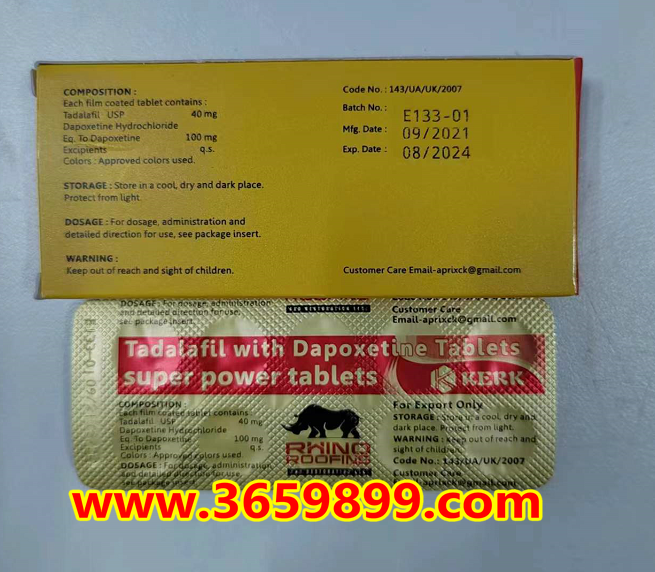 COMPOSITION :
Each film coated tablet contains :
Tadalafil USP 40 mg
Dapoxetine Hydrochloride
Eq. To Dapoxetine 100 mg
Excipients q.s.
Colors : Approved colors used.
STORAGE : Store in a cool, dry and dark place.
Protect from light.
DOSAGE : For dosage, administration and
detailed direction for use, see package insert.
WARNING :
Keep out of reach and sight of children.
Code No. : 143/UA/UK/2007
Batch No. : E133-01
Mfg. Date : 09/2021
Exp. Date : 08/2024
Customer Care Email-aprixck@gmail.com
DOSAGE : For dosage, administration
and detailed direction for use,
see package insert.
Customer Care
Email-aprixck@gmail.com
Tadalafil with Dapoxetine Tablets
super power tablets
KERK
COMPOSITION :
Each film coated tablet contains :
Tadalafil USP 40 mg
Dapoxetine Hydrochloride
Eq. To Dapoxetine 100 mg
Excipients q.s.
Colors : Approved colors used.
DOSAGE : For dosage, administration
and detailed direction for use,
see package insert.
RHINO
ROOFING
For Export Only
STORAGE : Store in a cool, dry and
dark place. Protect from light.
WARNING : Keep out of reach and
sight of children.
Code No. : 143/UA/UK/2007
Customer Care
Email-aprixck@gmail.com
www.3659899.com